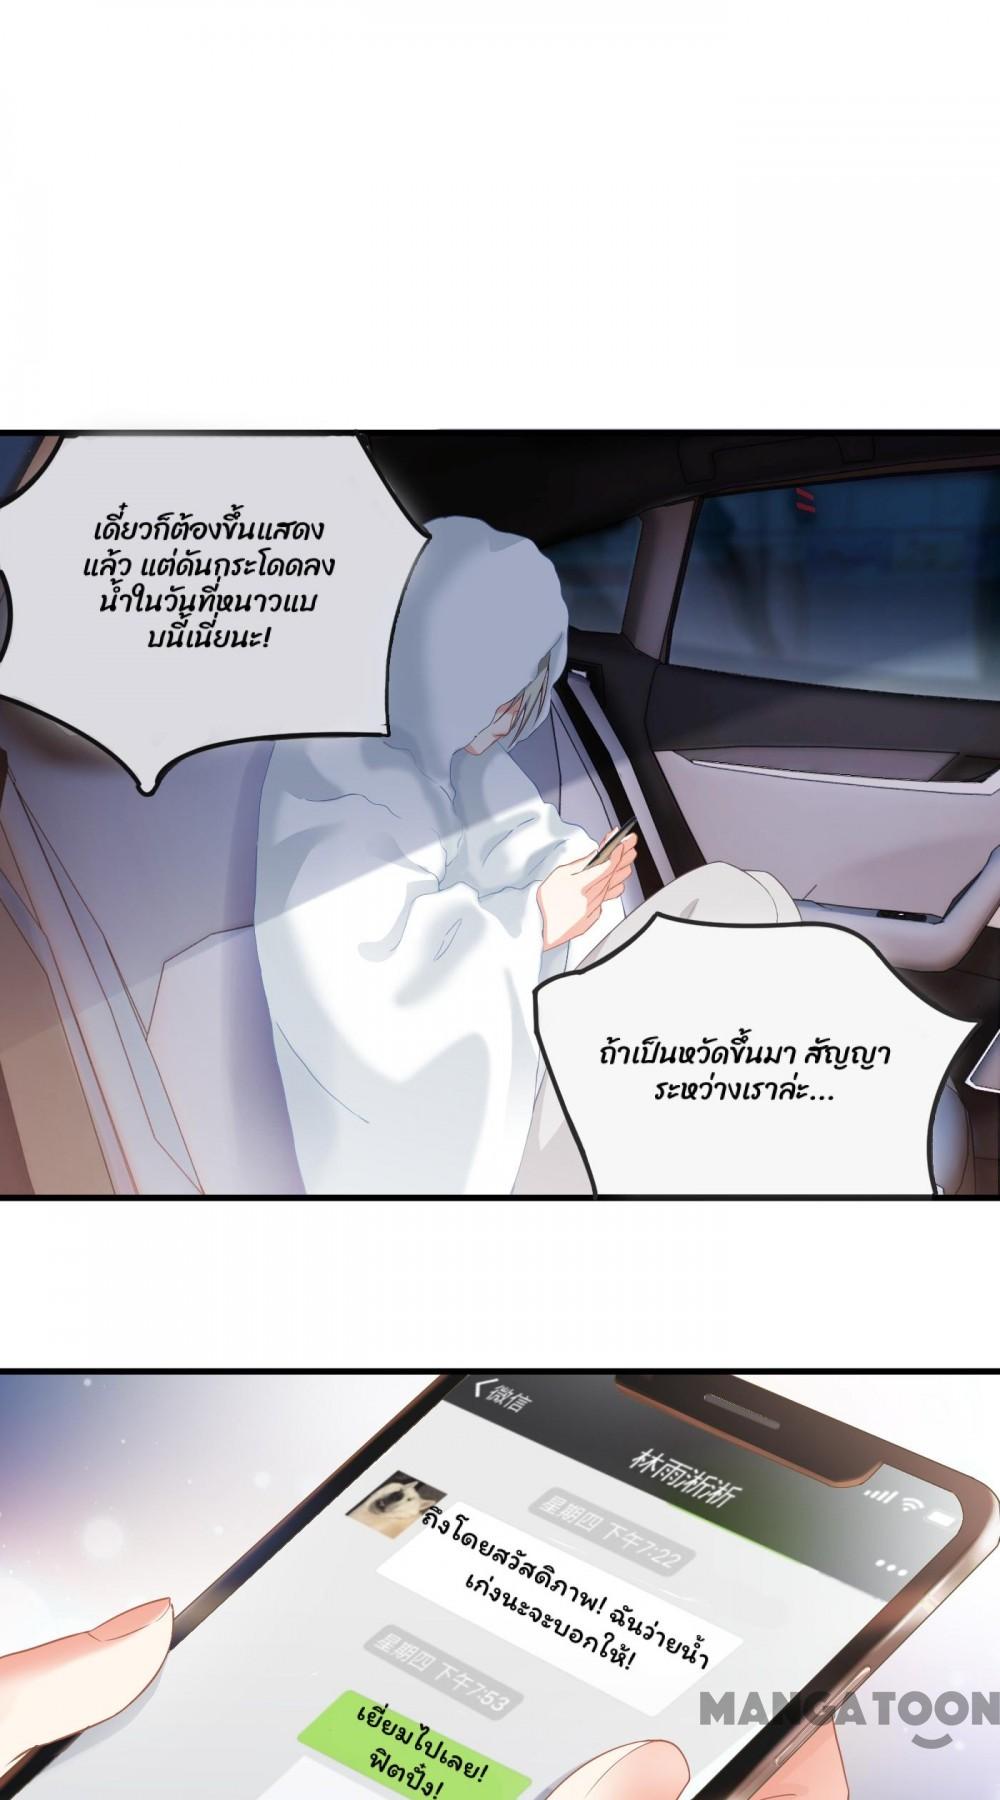 เดี๋ยวก็ต้องขึ้นแสดง
แล้ว แต่ดันกระโดดลง
น้ำในวันที่หนาวแบ
บนี้เนี่ยนะ!
ถ้าเป็นหวัดขึ้นมา สัญญา
ระหว่างเราล่ะ...
微信
林雨淅淅
星期四 下午7:22
ถึงโดยสวัสดิภาพ! ฉันว่ายน้ำ
เก่งนะจะบอกให้!
星期四 下午7:53
เยี่ยมไปเลย!
ฟิตปั๋ง!
MANGATOON